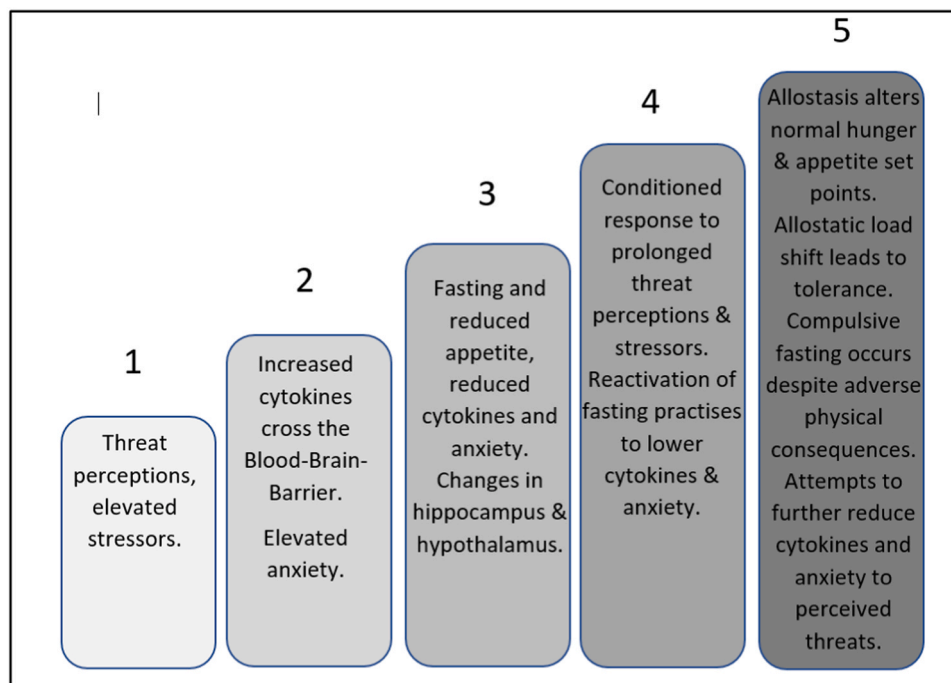 1
Threat
perceptions,
elevated
stressors.
2
Increased
cytokines
cross the
Blood-Brain-
Barrier.
Elevated
anxiety.
3
Fasting and
reduced
appetite,
reduced
cytokines and
anxiety.
Changes in
hippocampus &
hypothalamus.
4
Conditioned
response to
prolonged
threat
perceptions &
stressors.
Reactivation of
fasting practises
to lower
cytokines &
anxiety.
5
Allostasis alters
normal hunger
& appetite set
points.
Allostatic load
shift leads to
tolerance.
Compulsive
fasting occurs
despite adverse
physical
consequences.
Attempts to
further reduce
cytokines and
anxiety to
perceived
threats.